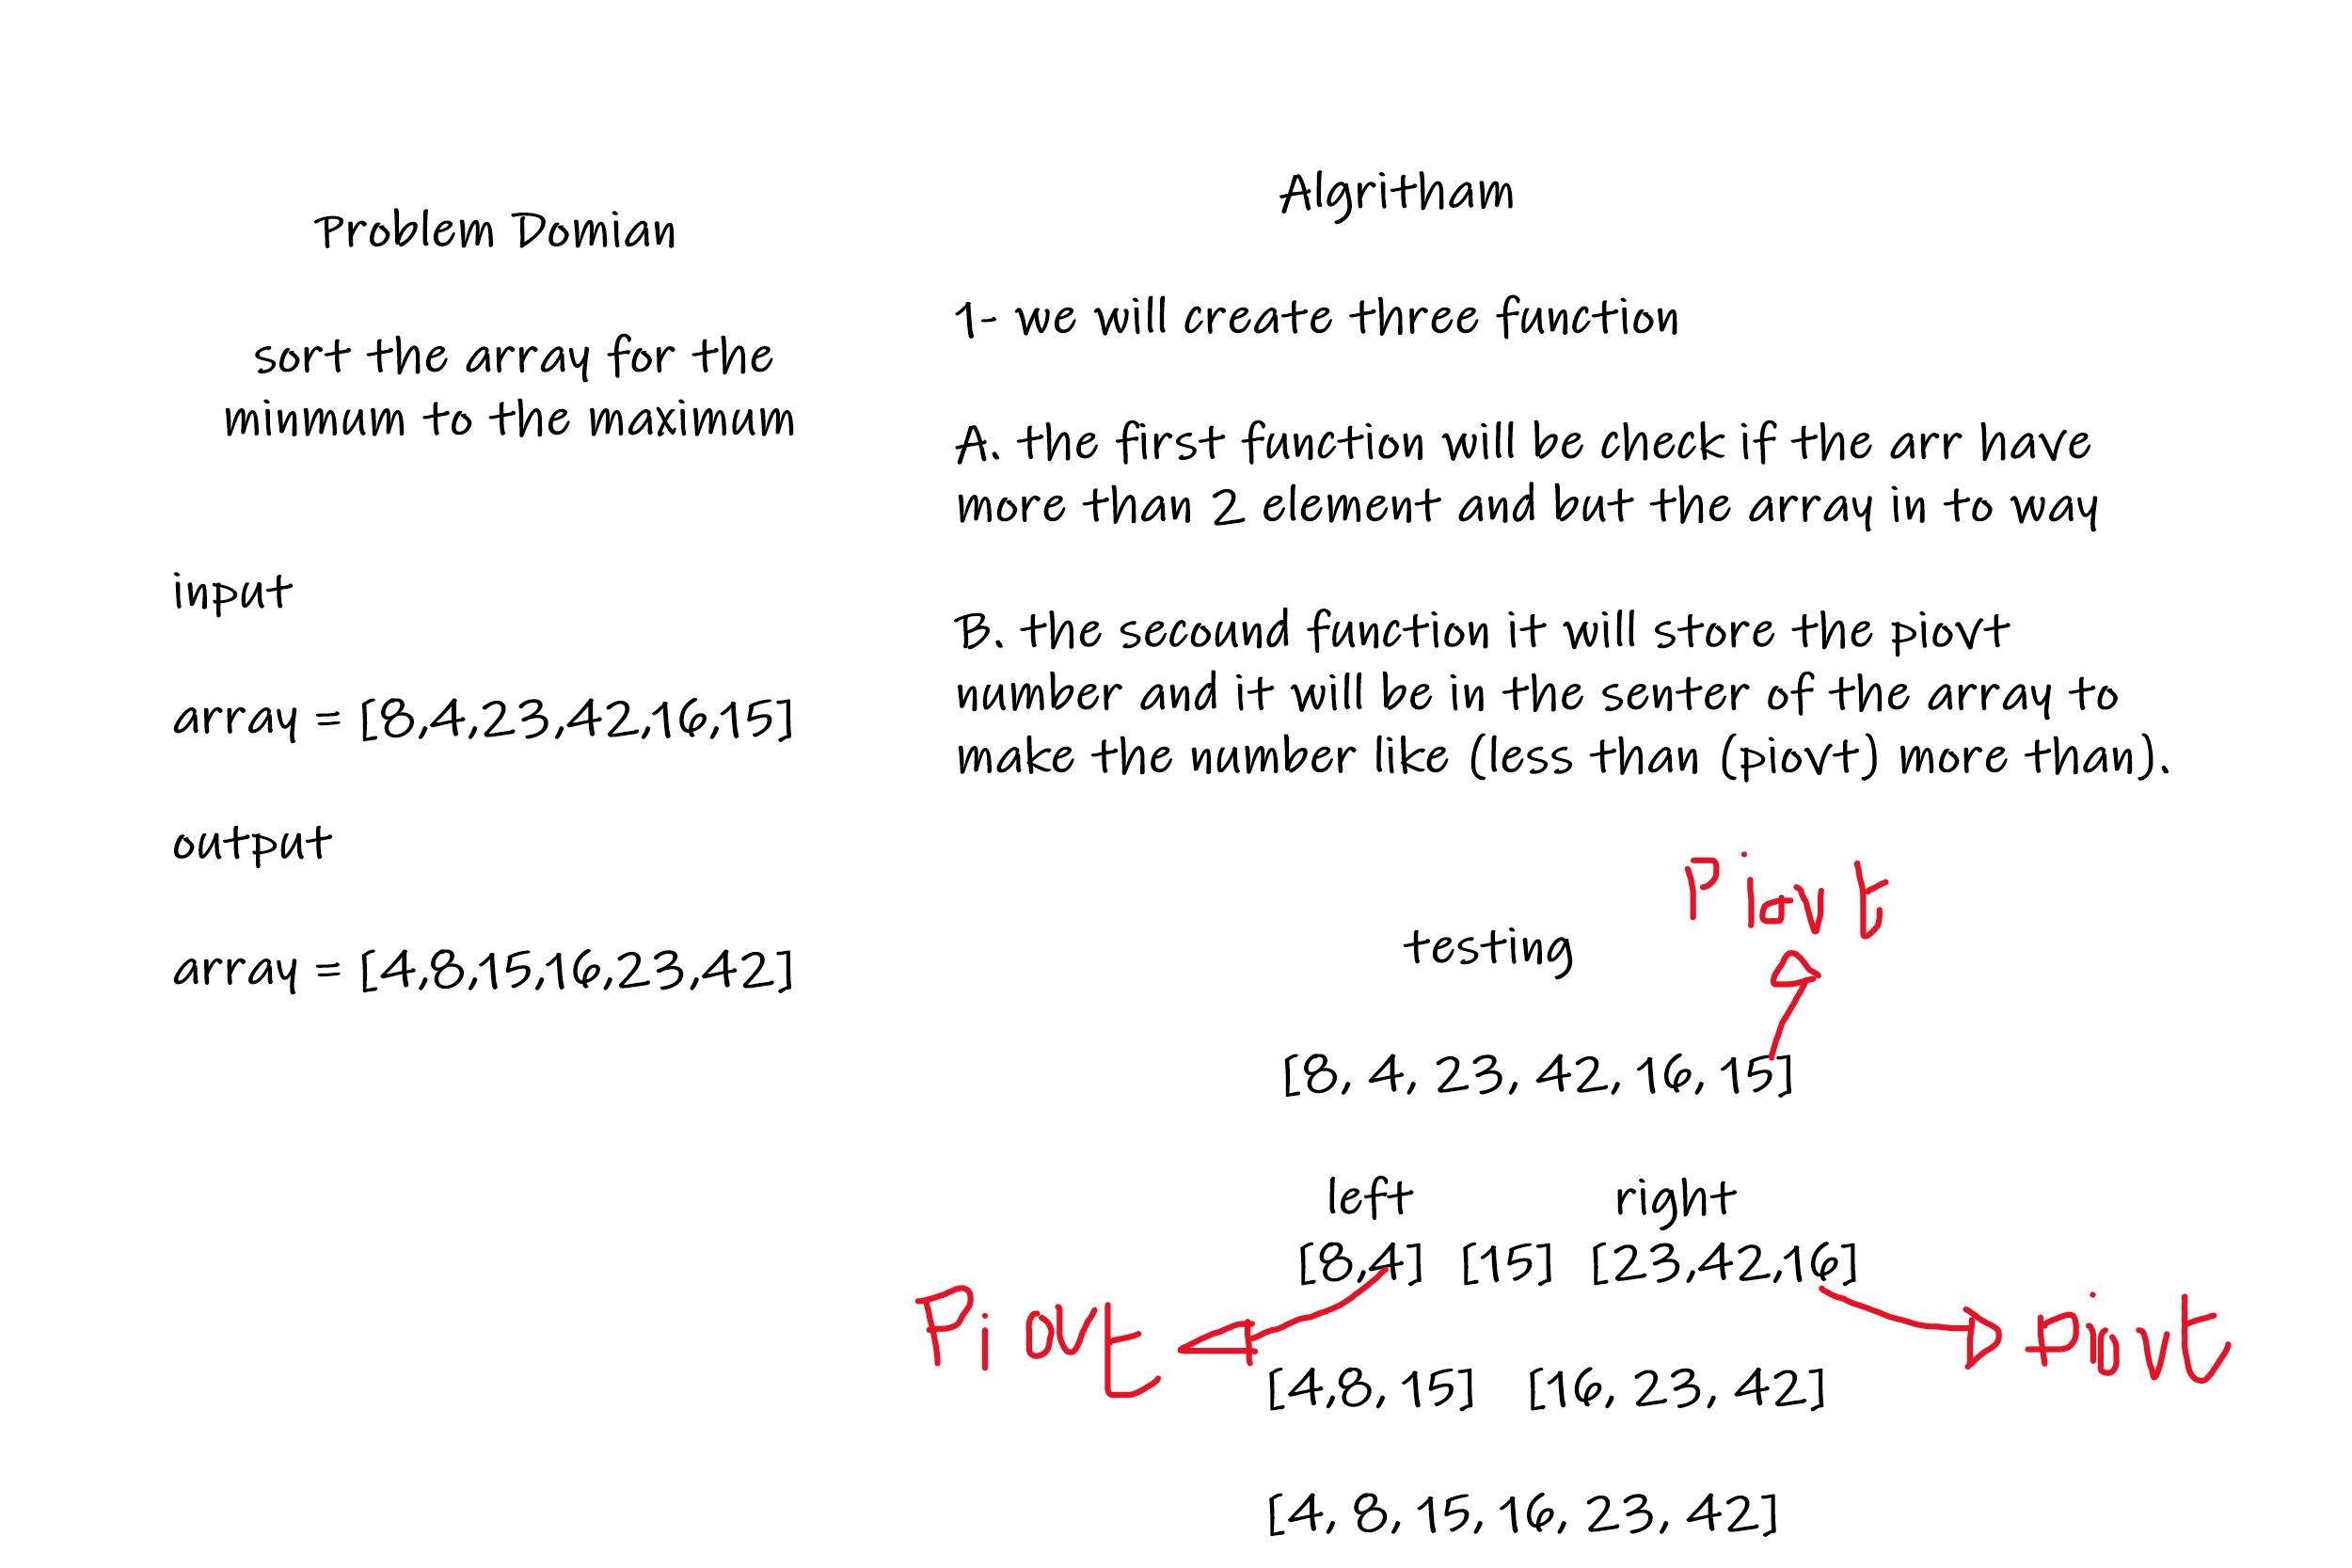 Problem Domian
sort the array for the
minmum to the maximum
input
array = [8,4,23,42,16,15]
output
array = [4,8,15,16,23,42]
Algritham
1- we will create three function
A. the first function will be check if the arr have
more than 2 element and but the array in to way
B. the secound function it will store the piovt
number and it will be in the senter of the array to
make the number like (less than (piovt) more than).
Piovt
testing
[8, 4, 23, 42, 16, 15]
left right
[8,4] [15] [23,42,16]
Piovt piovt
[4,8, 15] [16, 23, 42]
[4, 8, 15, 16, 23, 42]